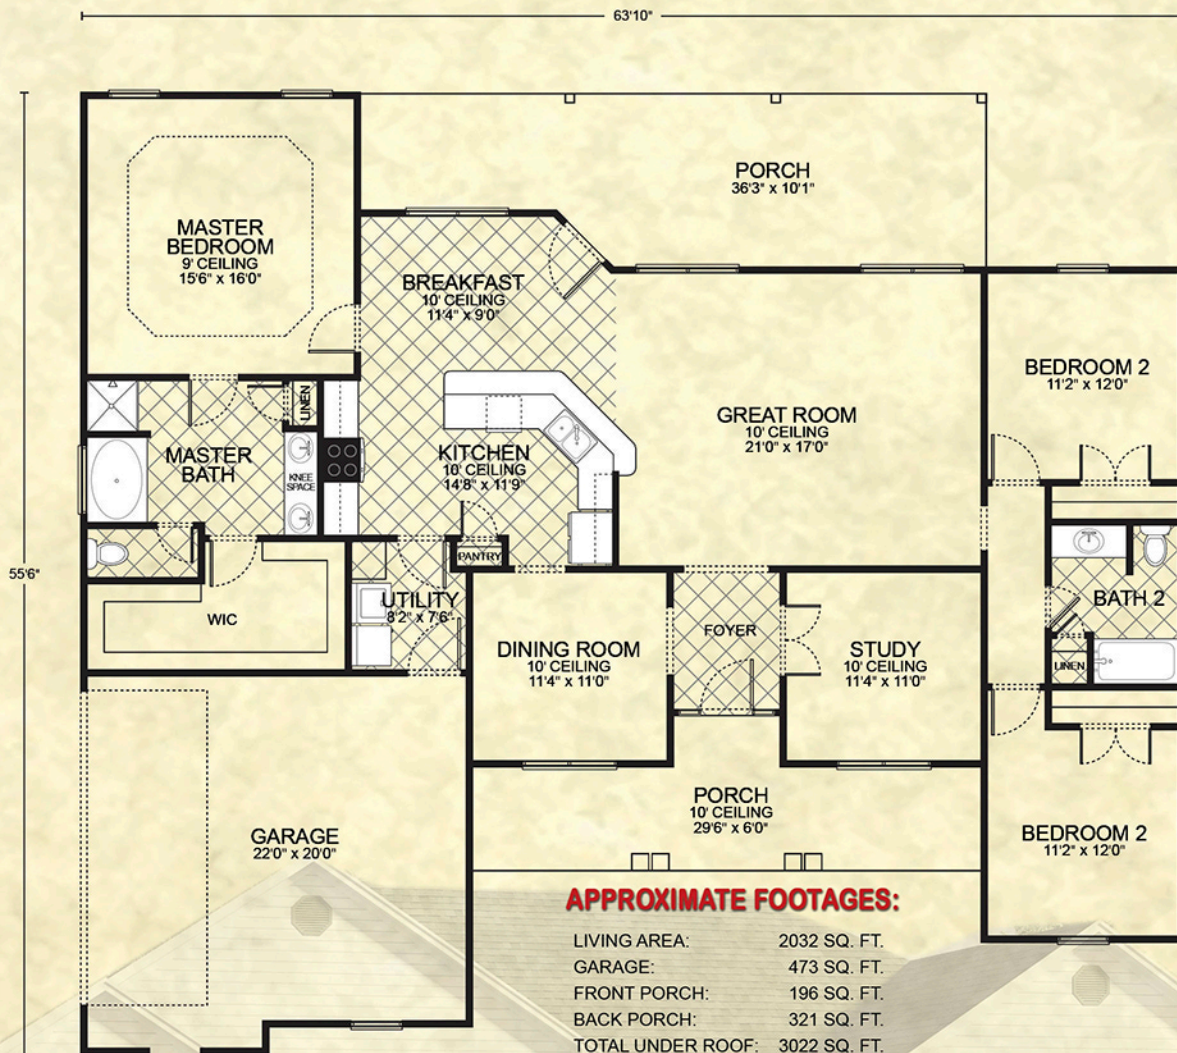 63'10"
PORCH
36'3" x 10'1"
MASTER
BEDROOM
9' CEILING
15'6" x 16'0"
BREAKFAST
10' CEILING
11'4" x 9'0"
BEDROOM 2
11'2" x 12'0"
LINEN
GREAT ROOM
10' CEILING
21'0" x 17'0"
MASTER
BATH
KNEE
SPACE
KITCHEN
10' CEILING
14'8" x 11'9"
PANTRY
55'6"
WIC
UTILITY
8'2" x 7'6"
BATH 2
LINEN
DINING ROOM
10' CEILING
11'4" x 11'0"
FOYER
STUDY
10' CEILING
11'4" x 11'0"
PORCH
10' CEILING
29'6" x 6'0"
GARAGE
22'0" x 20'0"
BEDROOM 2
11'2" x 12'0"
APPROXIMATE FOOTAGES:
LIVING AREA: 2032 SQ. FT.
GARAGE: 473 SQ. FT.
FRONT PORCH: 196 SQ. FT.
BACK PORCH: 321 SQ. FT.
TOTAL UNDER ROOF: 3022 SQ. FT.